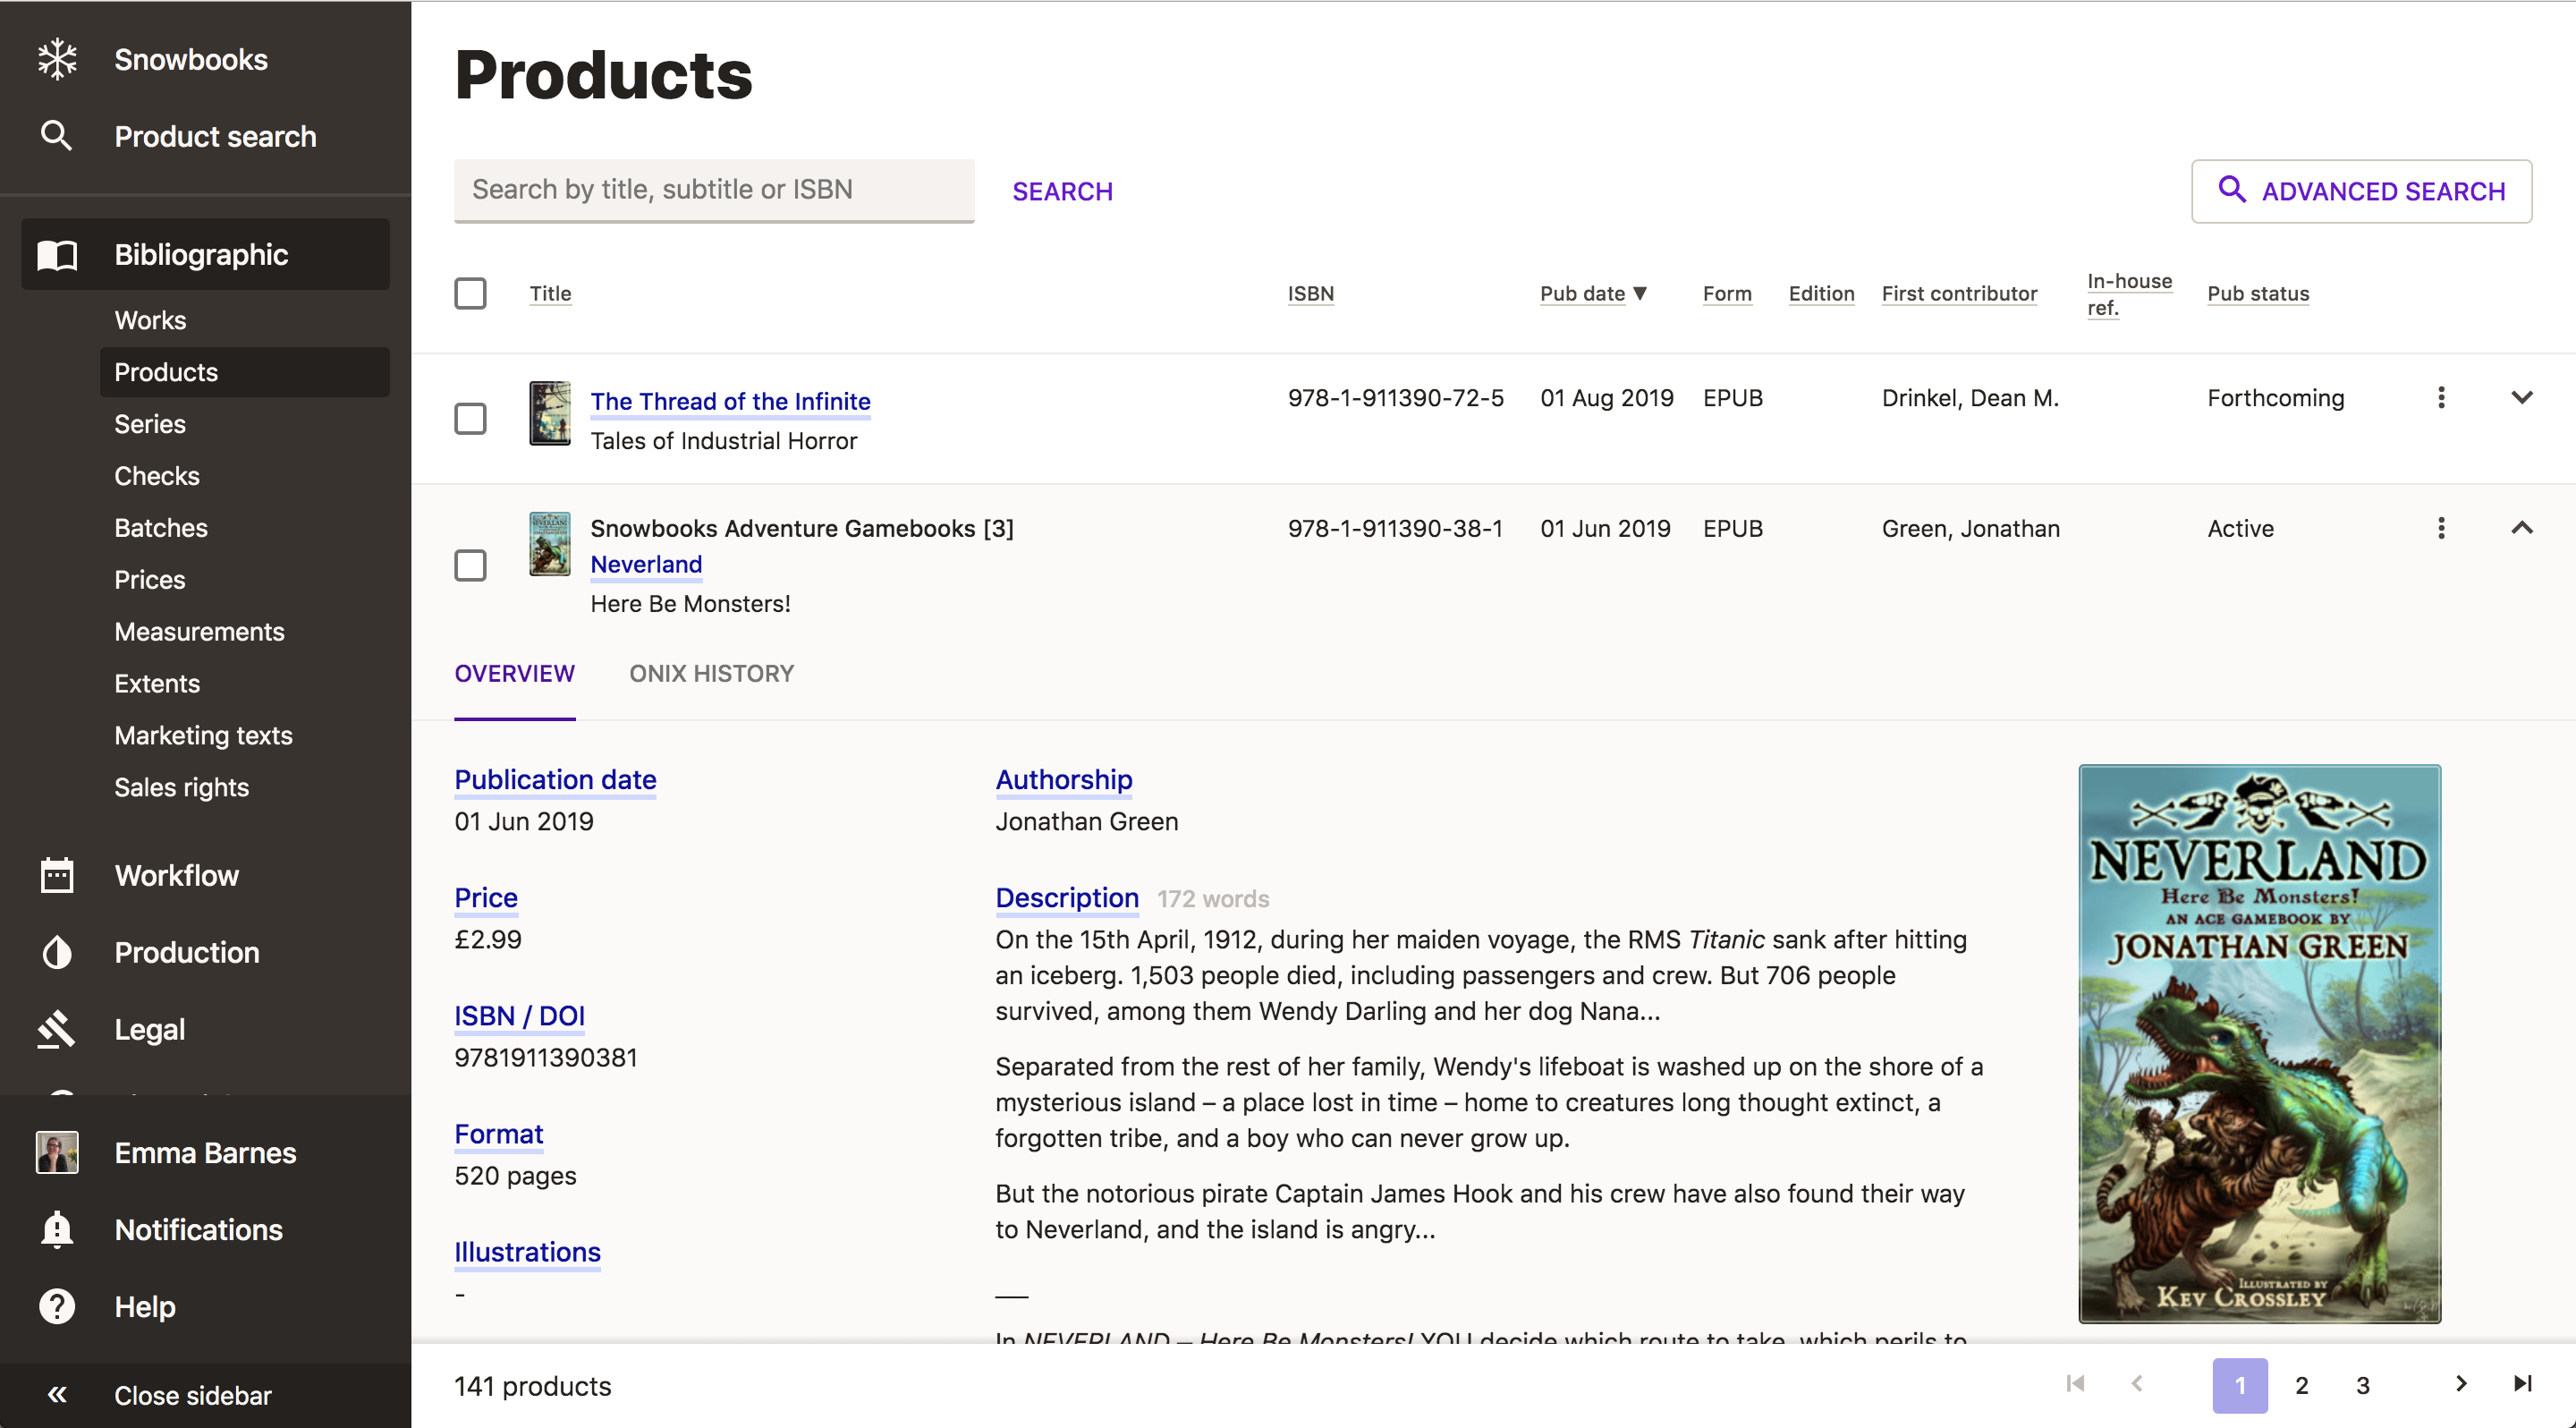 Snowbooks
Product search
Bibliographic
Works
Products
Series
Checks
Batches
Prices
Measurements
Extents
Marketing texts
Sales rights
Workflow
Production
Legal
Emma Barnes
Notifications
Help
Close sidebar
Products
Search by title, subtitle or ISBN
SEARCH
ADVANCED SEARCH
Title
ISBN
Pub date ▼
Form
Edition
First contributor
In-house
ref.
Pub status
The Thread of the Infinite
Tales of Industrial Horror
978-1-911390-72-5
01 Aug 2019
EPUB
Drinkel, Dean M.
Forthcoming
Snowbooks Adventure Gamebooks [3]
Neverland
Here Be Monsters!
978-1-911390-38-1
01 Jun 2019
EPUB
Green, Jonathan
Active
OVERVIEW
ONIX HISTORY
Publication date
01 Jun 2019
Price
£2.99
ISBN / DOI
9781911390381
Format
520 pages
Illustrations
-
Authorship
Jonathan Green
Description 172 words
On the 15th April, 1912, during her maiden voyage, the RMS Titanic sank after hitting
an iceberg. 1,503 people died, including passengers and crew. But 706 people
survived, among them Wendy Darling and her dog Nana...
Separated from the rest of her family, Wendy's lifeboat is washed up on the shore of a
mysterious island – a place lost in time – home to creatures long thought extinct, a
forgotten tribe, and a boy who can never grow up.
But the notorious pirate Captain James Hook and his crew have also found their way
to Neverland, and the island is angry...
—
In NEVERLAND – Here Be Monsters! YOU decide which route to take, which perils to
NEVERLAND
Here Be Monsters!
AN ACE GAMEBOOK BY
JONATHAN GREEN
ILLUSTRATED BY
KEV CROSSLEY
141 products
1
2
3